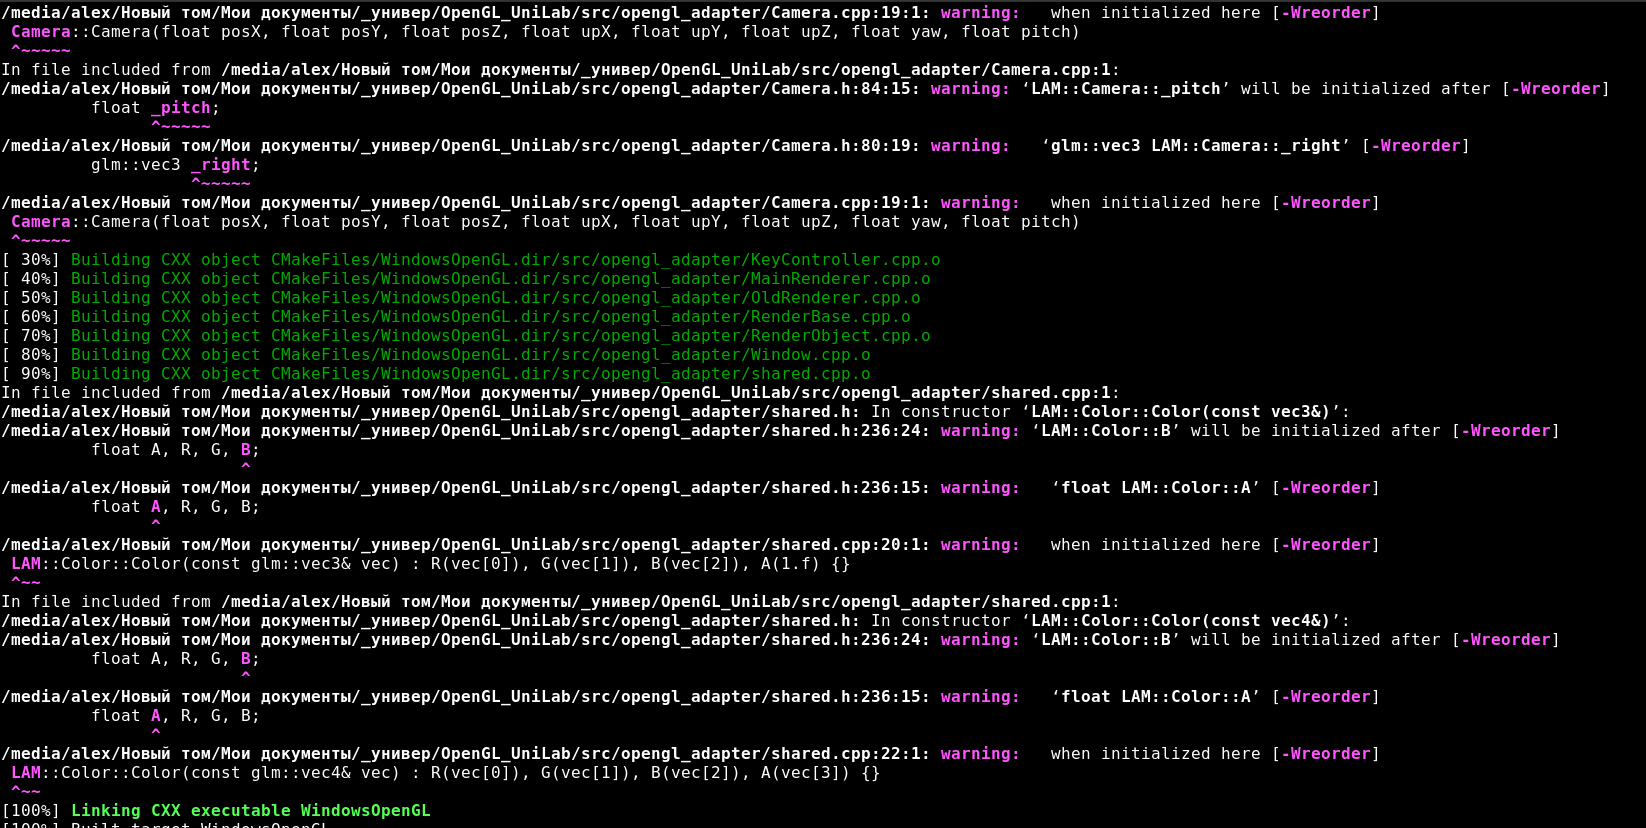 /media/alex/Новый том/Мои документы/_универ/OpenGL_UniLab/src/opengl_adapter/Camera.cpp:19:1: warning:   when initialized here [-Wreorder]
 Camera::Camera(float posX, float posY, float posZ, float upX, float upY, float upZ, float yaw, float pitch)
 ^~~~~~
In file included from /media/alex/Новый том/Мои документы/_универ/OpenGL_UniLab/src/opengl_adapter/Camera.cpp:1:
/media/alex/Новый том/Мои документы/_универ/OpenGL_UniLab/src/opengl_adapter/Camera.h:84:15: warning: ‘LAM::Camera::_pitch’ will be initialized after [-Wreorder]
         float _pitch;
               ^~~~~~
/media/alex/Новый том/Мои документы/_универ/OpenGL_UniLab/src/opengl_adapter/Camera.h:80:19: warning:   ‘glm::vec3 LAM::Camera::_right’ [-Wreorder]
         glm::vec3 _right;
                   ^~~~~~
/media/alex/Новый том/Мои документы/_универ/OpenGL_UniLab/src/opengl_adapter/Camera.cpp:19:1: warning:   when initialized here [-Wreorder]
 Camera::Camera(float posX, float posY, float posZ, float upX, float upY, float upZ, float yaw, float pitch)
 ^~~~~~
[ 30%] Building CXX object CMakeFiles/WindowsOpenGL.dir/src/opengl_adapter/KeyController.cpp.o
[ 40%] Building CXX object CMakeFiles/WindowsOpenGL.dir/src/opengl_adapter/MainRenderer.cpp.o
[ 50%] Building CXX object CMakeFiles/WindowsOpenGL.dir/src/opengl_adapter/OldRenderer.cpp.o
[ 60%] Building CXX object CMakeFiles/WindowsOpenGL.dir/src/opengl_adapter/RenderBase.cpp.o
[ 70%] Building CXX object CMakeFiles/WindowsOpenGL.dir/src/opengl_adapter/RenderObject.cpp.o
[ 80%] Building CXX object CMakeFiles/WindowsOpenGL.dir/src/opengl_adapter/Window.cpp.o
[ 90%] Building CXX object CMakeFiles/WindowsOpenGL.dir/src/opengl_adapter/shared.cpp.o
In file included from /media/alex/Новый том/Мои документы/_универ/OpenGL_UniLab/src/opengl_adapter/shared.cpp:1:
/media/alex/Новый том/Мои документы/_универ/OpenGL_UniLab/src/opengl_adapter/shared.h: In constructor ‘LAM::Color::Color(const vec3&)’:
/media/alex/Новый том/Мои документы/_универ/OpenGL_UniLab/src/opengl_adapter/shared.h:236:24: warning: ‘LAM::Color::B’ will be initialized after [-Wreorder]
         float A, R, G, B;
                        ^
/media/alex/Новый том/Мои документы/_универ/OpenGL_UniLab/src/opengl_adapter/shared.h:236:15: warning:   ‘float LAM::Color::A’ [-Wreorder]
         float A, R, G, B;
               ^
/media/alex/Новый том/Мои документы/_универ/OpenGL_UniLab/src/opengl_adapter/shared.cpp:20:1: warning:   when initialized here [-Wreorder]
 LAM::Color::Color(const glm::vec3& vec) : R(vec[0]), G(vec[1]), B(vec[2]), A(1.f) {}
 ^~~
In file included from /media/alex/Новый том/Мои документы/_универ/OpenGL_UniLab/src/opengl_adapter/shared.cpp:1:
/media/alex/Новый том/Мои документы/_универ/OpenGL_UniLab/src/opengl_adapter/shared.h: In constructor ‘LAM::Color::Color(const vec4&)’:
/media/alex/Новый том/Мои документы/_универ/OpenGL_UniLab/src/opengl_adapter/shared.h:236:24: warning: ‘LAM::Color::B’ will be initialized after [-Wreorder]
         float A, R, G, B;
                        ^
/media/alex/Новый том/Мои документы/_универ/OpenGL_UniLab/src/opengl_adapter/shared.h:236:15: warning:   ‘float LAM::Color::A’ [-Wreorder]
         float A, R, G, B;
               ^
/media/alex/Новый том/Мои документы/_универ/OpenGL_UniLab/src/opengl_adapter/shared.cpp:22:1: warning:   when initialized here [-Wreorder]
 LAM::Color::Color(const glm::vec4& vec) : R(vec[0]), G(vec[1]), B(vec[2]), A(vec[3]) {}
 ^~~
[100%] Linking CXX executable WindowsOpenGL
[100%] Built target WindowsOpenGL